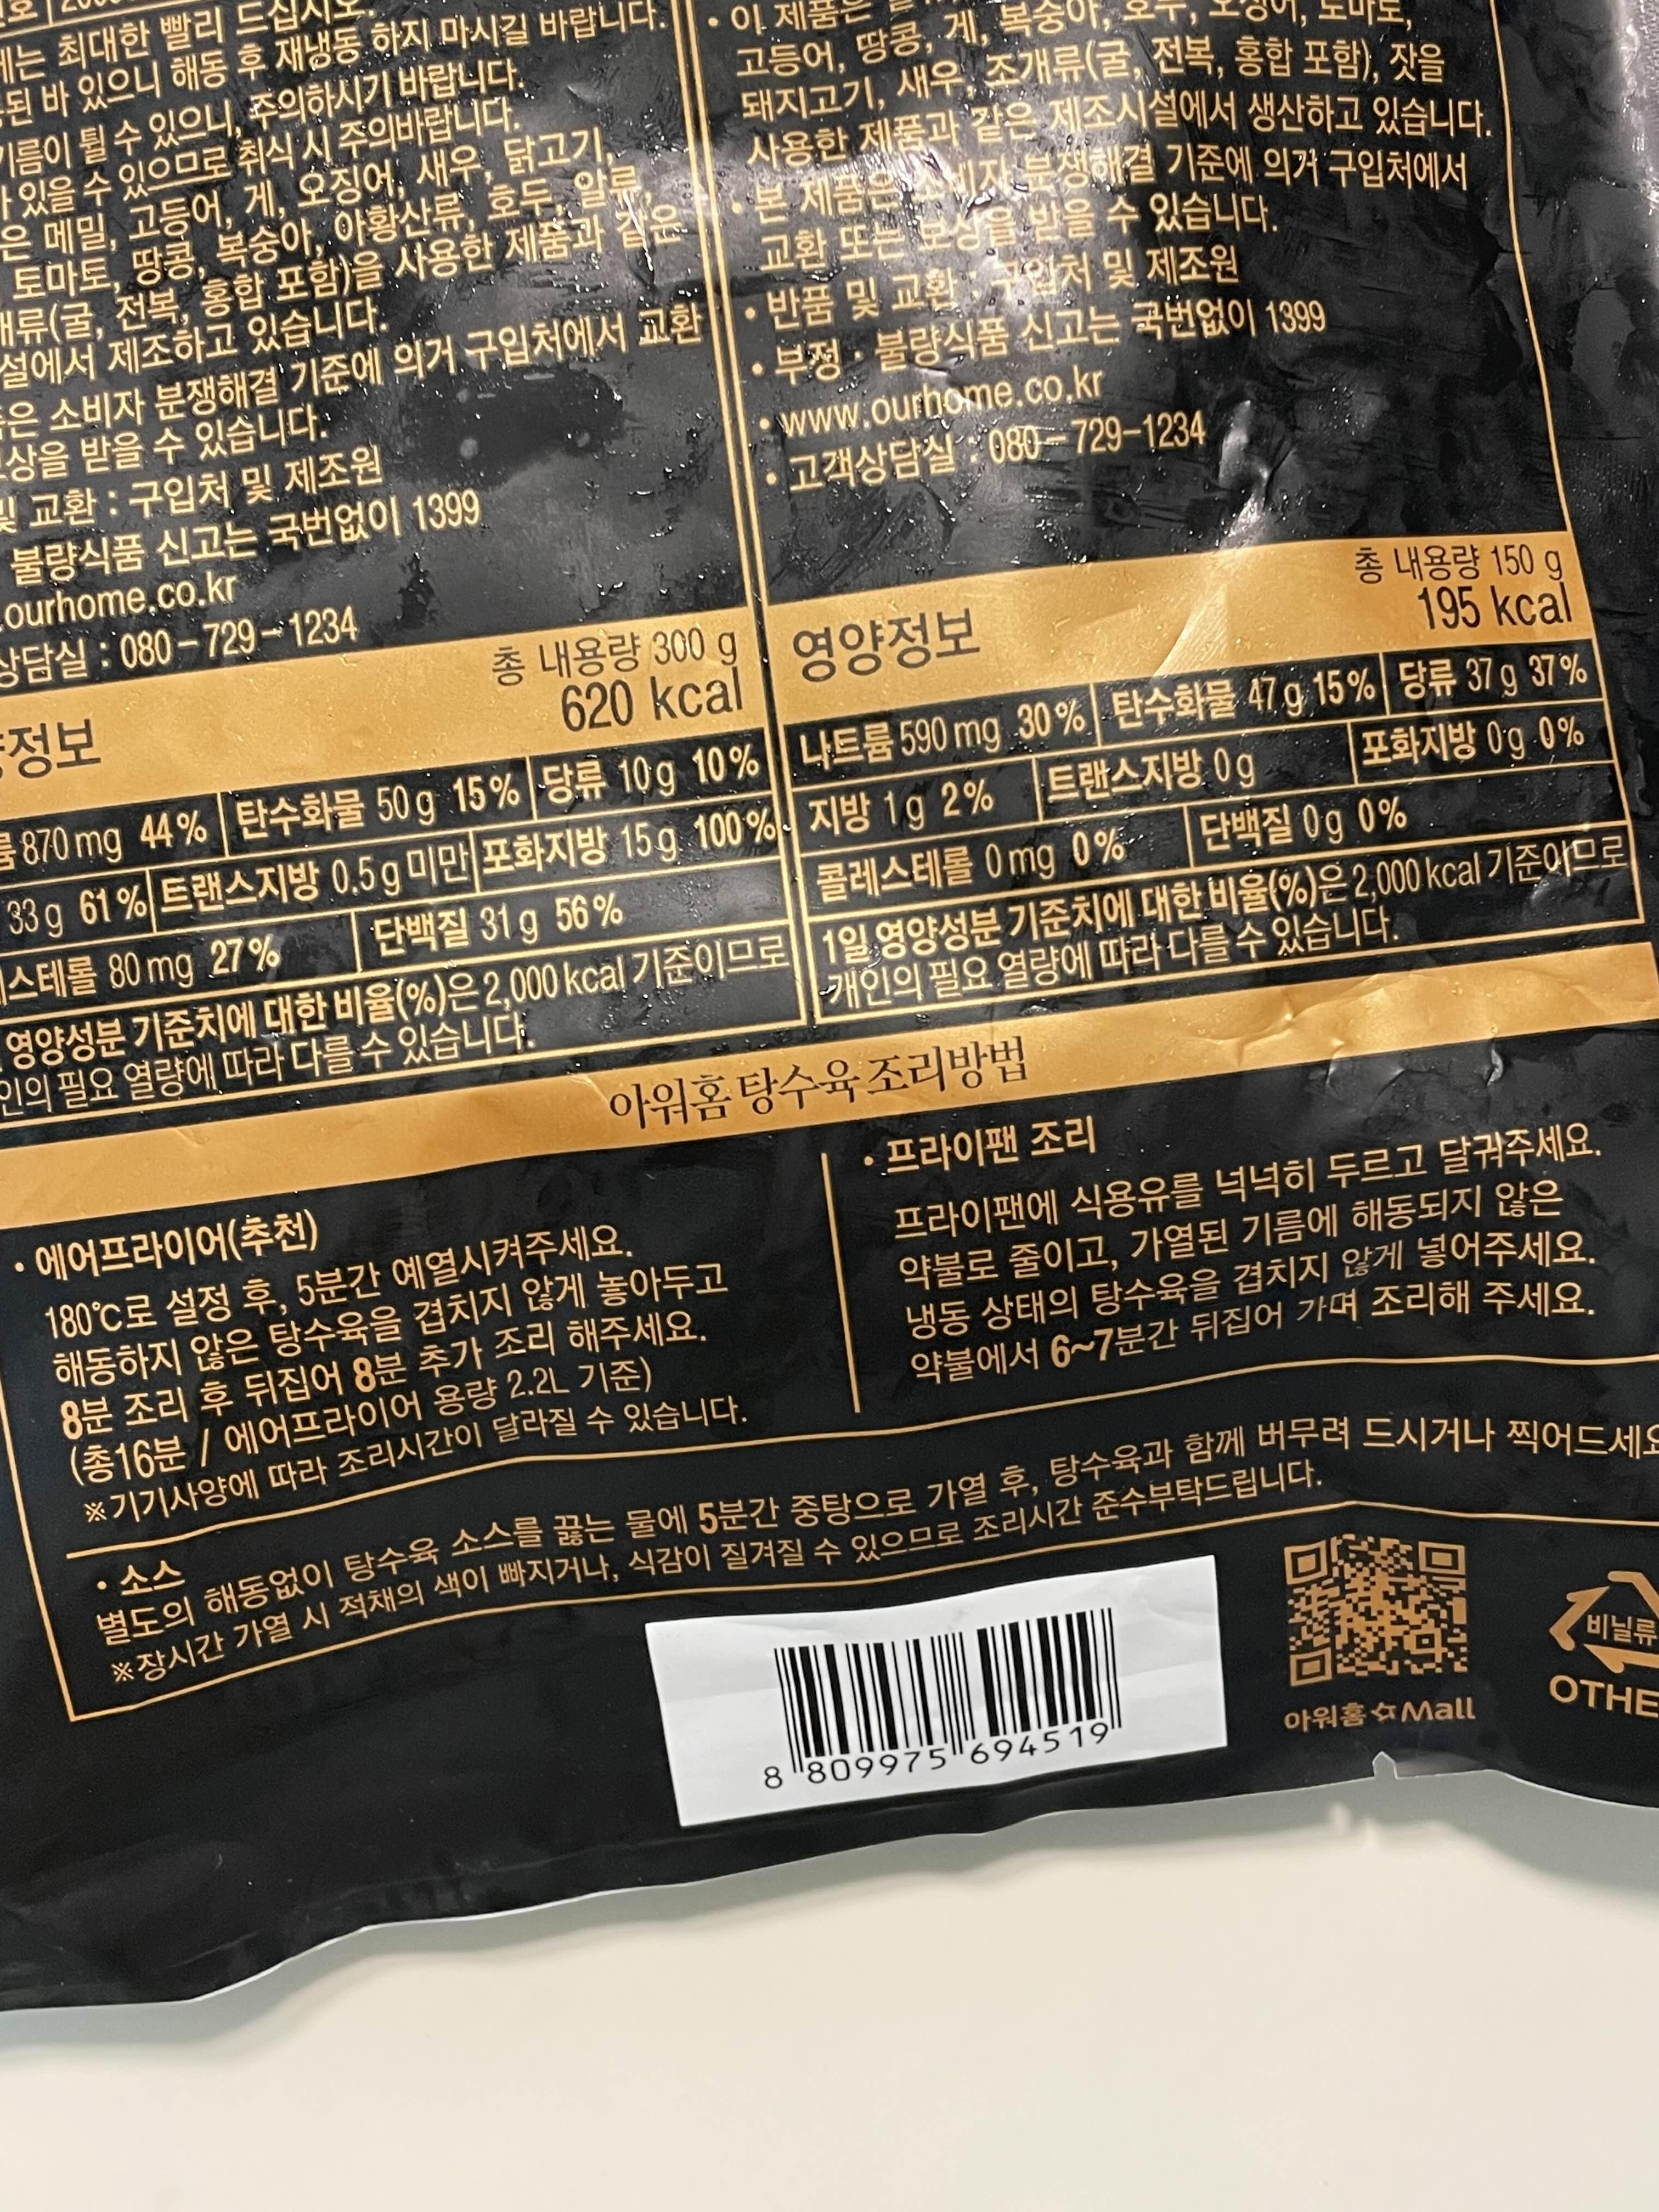 에는 최대한 빨리 드십시오.
된 바 있으니 해동 후 재냉동 하지 마시길 바랍니다.
기름이 튈 수 있으니, 주의하시기 바랍니다.
있을 수 있으므로 취식 시 주의바랍니다.
은 메밀, 고등어, 게, 오징어, 새우, 닭고기,
토마토, 땅콩, 복숭아, 아황산류, 호두, 알류,
개류(굴, 전복, 홍합 포함)을 사용한 제품과 같은
설에서 제조하고 있습니다.
은 소비자 분쟁해결 기준에 의거 구입처에서 교환
상을 받을 수 있습니다.
및 교환 : 구입처 및 제조원
불량식품 신고는 국번없이 1399
.ourhome.co.kr
상담실 : 080-729-1234
정보
총 내용량 300 g
620 kcal
870 mg 44% 탄수화물 50 g 15% 당류 10 g 10%
33 g 61% 트랜스지방 0.5 g 미만 포화지방 15 g 100%
스테롤 80 mg 27% 단백질 31 g 56%
영양성분 기준치에 대한 비율(%)은 2,000 kcal 기준이므로
인의 필요 열량에 따라 다를 수 있습니다.
• 이 제품은 복숭아, 호두, 오징어, 토마토,
고등어, 땅콩, 게,
돼지고기, 새우, 조개류(굴, 전복, 홍합 포함), 잣을
사용한 제품과 같은 제조시설에서 생산하고 있습니다.
• 본 제품은 소비자 분쟁해결 기준에 의거 구입처에서
교환 또는 보상을 받을 수 있습니다.
• 반품 및 교환 : 구입처 및 제조원
• 부정 · 불량식품 신고는 국번없이 1399
• www.ourhome.co.kr
• 고객상담실 : 080-729-1234
영양정보
총 내용량 150 g
195 kcal
나트륨 590 mg 30% 탄수화물 47 g 15% 당류 37 g 37%
지방 1 g 2% 트랜스지방 0 g 포화지방 0 g 0%
콜레스테롤 0 mg 0% 단백질 0 g 0%
1일 영양성분 기준치에 대한 비율(%)은 2,000 kcal 기준이므로
개인의 필요 열량에 따라 다를 수 있습니다.
아워홈 탕수육 조리방법
• 에어프라이어(추천)
180℃로 설정 후, 5분간 예열시켜주세요.
해동하지 않은 탕수육을 겹치지 않게 놓아두고
8분 조리 후 뒤집어 8분 추가 조리 해주세요.
(총16분 / 에어프라이어 용량 2.2L 기준)
※기기사양에 따라 조리시간이 달라질 수 있습니다.
• 프라이팬 조리
프라이팬에 식용유를 넉넉히 두르고 달궈주세요.
약불로 줄이고, 가열된 기름에 해동되지 않은
냉동 상태의 탕수육을 겹치지 않게 넣어주세요.
약불에서 6~7분간 뒤집어 가며 조리해 주세요.
• 소스
별도의 해동없이 탕수육 소스를 끓는 물에 5분간 중탕으로 가열 후, 탕수육과 함께 버무려 드시거나 찍어드세요
※장시간 가열 시 적채의 색이 빠지거나, 식감이 질겨질 수 있으므로 조리시간 준수부탁드립니다.
8 809975 694519
아워홈 Mall
비닐류
OTHE